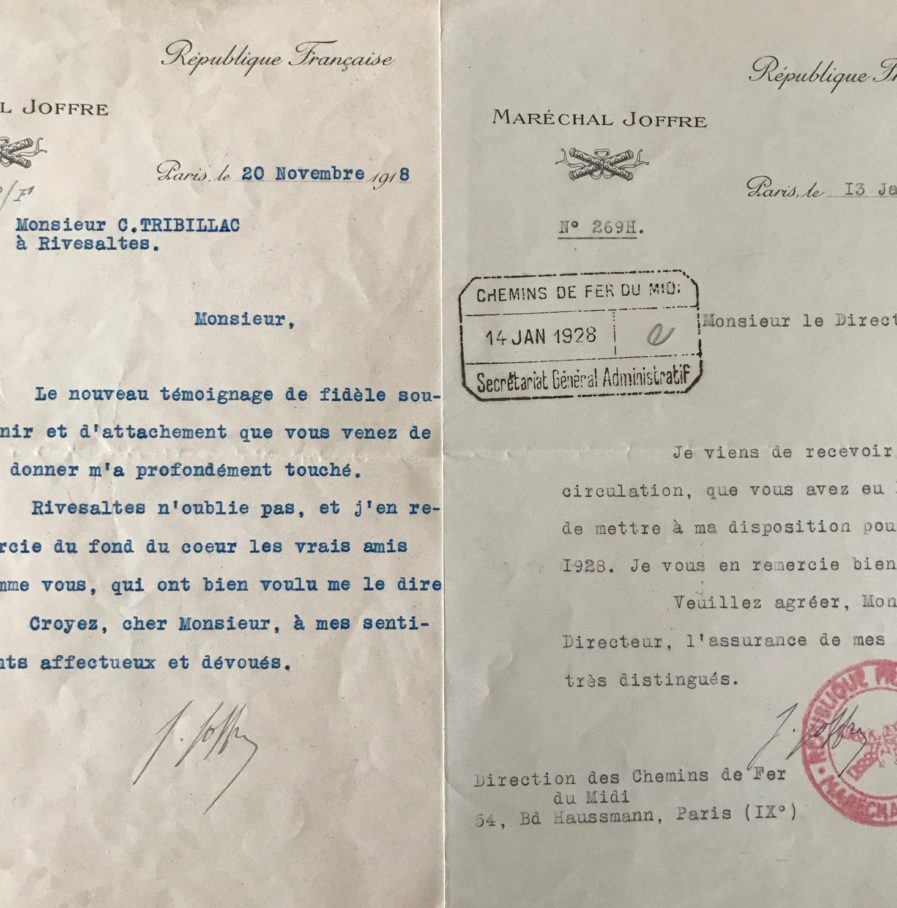 République Française
L JOFFRE
Paris, le 20 Novembre 1918
/F
Monsieur C.TRIBILLAC
à Rivesaltes.
Monsieur,
Le nouveau témoignage de fidèle sou-
nir et d'attachement que vous venez de
donner m'a profondément touché.
Rivesaltes n'oublie pas, et j'en re-
rcie du fond du coeur les vrais amis
mme vous, qui ont bien voulu me le dire
Croyez, cher Monsieur, à mes senti-
nts affectueux et dévoués.
J. Joffre
République Fr
MARÉCHAL JOFFRE
Paris, le 13 Ja
N° 269H.
CHEMINS DE FER DU MIDI
14 JAN 1928
Secrétariat Général Administratif
Monsieur le Direct
Je viens de recevoir
circulation, que vous avez eu
de mettre à ma disposition pou
1928. Je vous en remercie bien
Veuillez agréer, Mon
Directeur, l'assurance de mes
très distingués.
J. Joffre
RÉPUBLIQUE FR
MARÉCHA
Direction des Chemins de Fer
du Midi
54, Bd Haussmann, Paris (IX°)